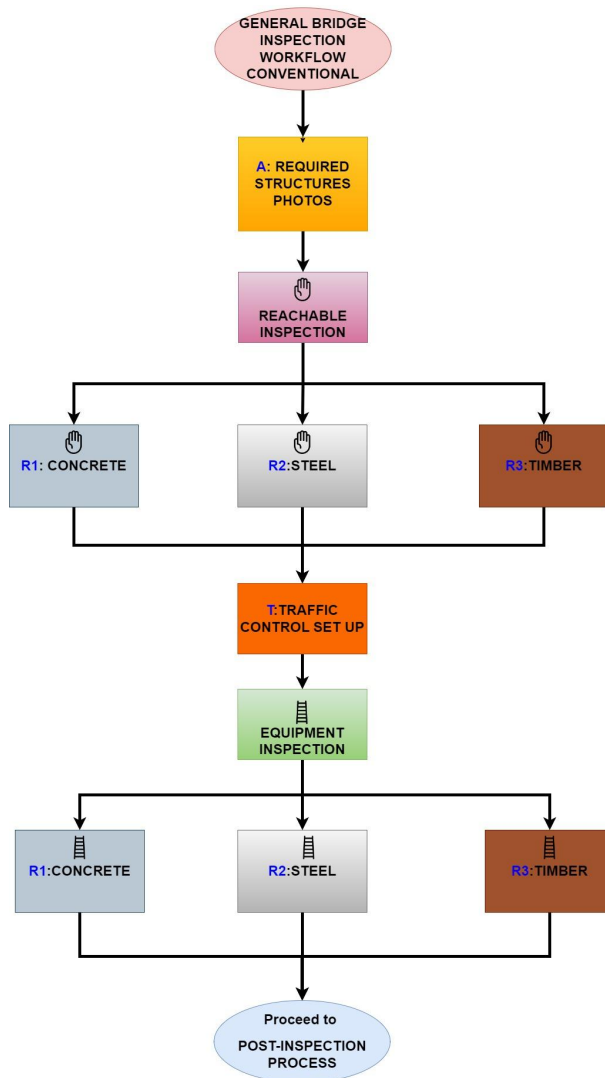 GENERAL BRIDGE
INSPECTION
WORKFLOW
CONVENTIONAL
A: REQUIRED
STRUCTURES
PHOTOS
REACHABLE
INSPECTION
R1: CONCRETE
R2:STEEL
R3:TIMBER
T:TRAFFIC
CONTROL SET UP
EQUIPMENT
INSPECTION
R1:CONCRETE
R2:STEEL
R3:TIMBER
Proceed to
POST-INSPECTION
PROCESS